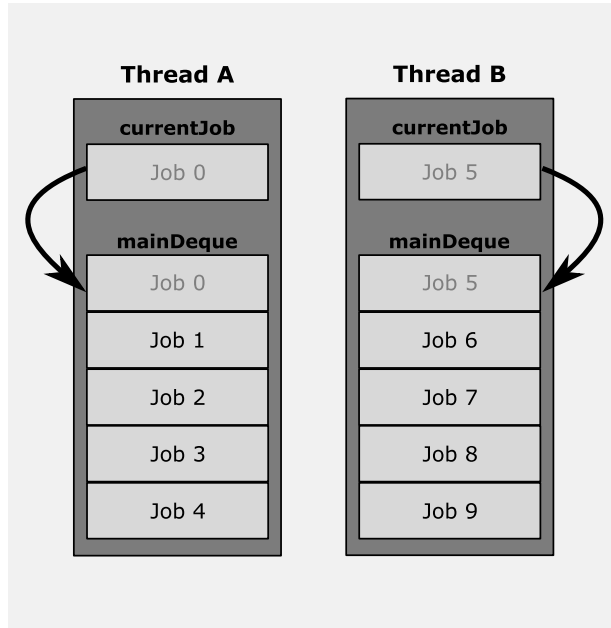 Thread A
currentJob
Job 0
mainDeque
Job 0
Job 1
Job 2
Job 3
Job 4
Thread B
currentJob
Job 5
mainDeque
Job 5
Job 6
Job 7
Job 8
Job 9